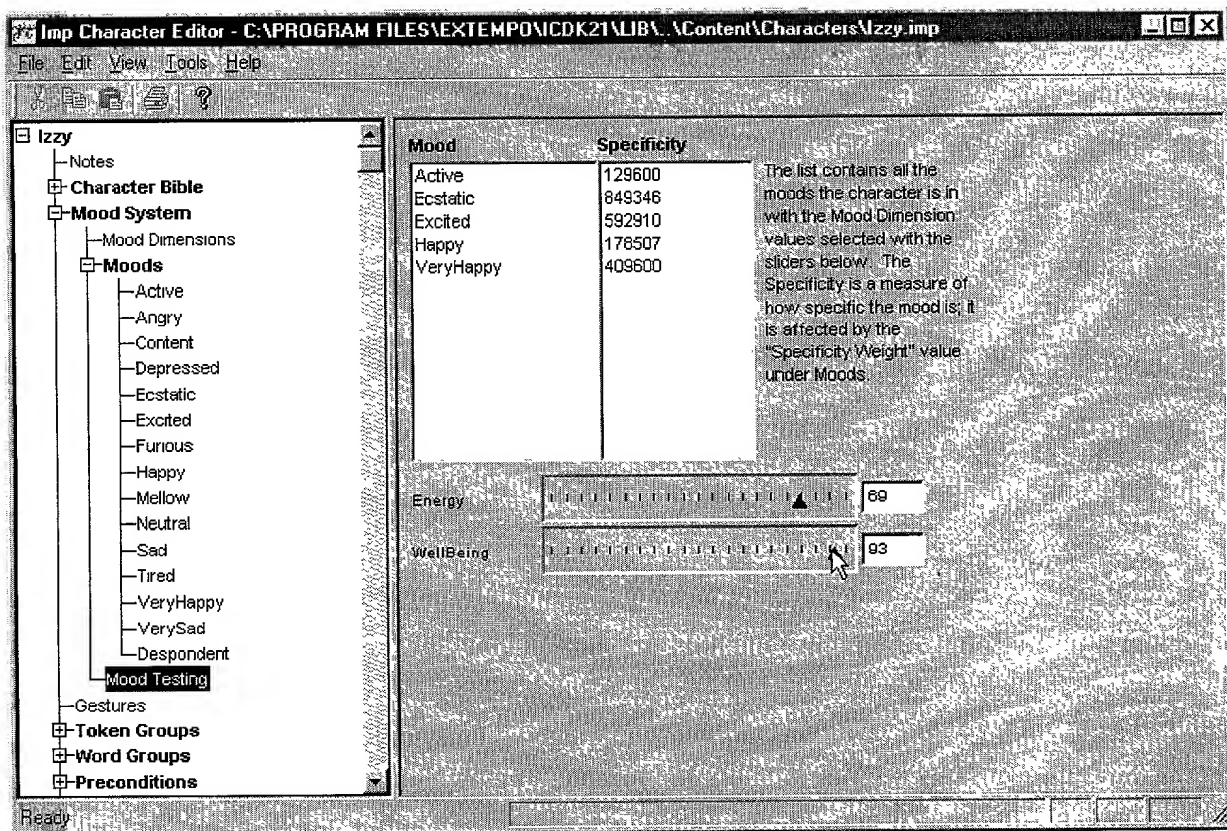 Imp Character Editor - C:\PROGRAM FILES\EXTEMPO\ICDK21\LIB\..\Content\Characters\Izzy.imp
File Edit View Tools Help
Izzy
Notes
Character Bible
Mood System
Mood Dimensions
Moods
Active
Angry
Content
Depressed
Ecstatic
Excited
Furious
Happy
Mellow
Neutral
Sad
Tired
VeryHappy
VerySad
Despondent
Mood Testing
Gestures
Token Groups
Word Groups
Preconditions
Mood Specificity
Active 129600
Ecstatic 849346
Excited 592910
Happy 178507
VeryHappy 409600
The list contains all the
moods the character is in
with the Mood Dimension
values selected with the
sliders below. The
Specificity is a measure of
how specific the mood is; it
is affected by the
"Specificity Weight" value
under Moods.
Energy 69
WellBeing 93
Ready